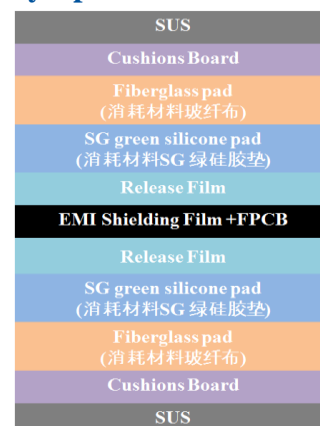 SUS
Cushions Board
Fiberglass pad
(消耗材料玻纤布)
SG green silicone pad
(消耗材料SG 绿硅胶垫)
Release Film
EMI Shielding Film +FPCB
Release Film
SG green silicone pad
(消耗材料SG 绿硅胶垫)
Fiberglass pad
(消耗材料玻纤布)
Cushions Board
SUS